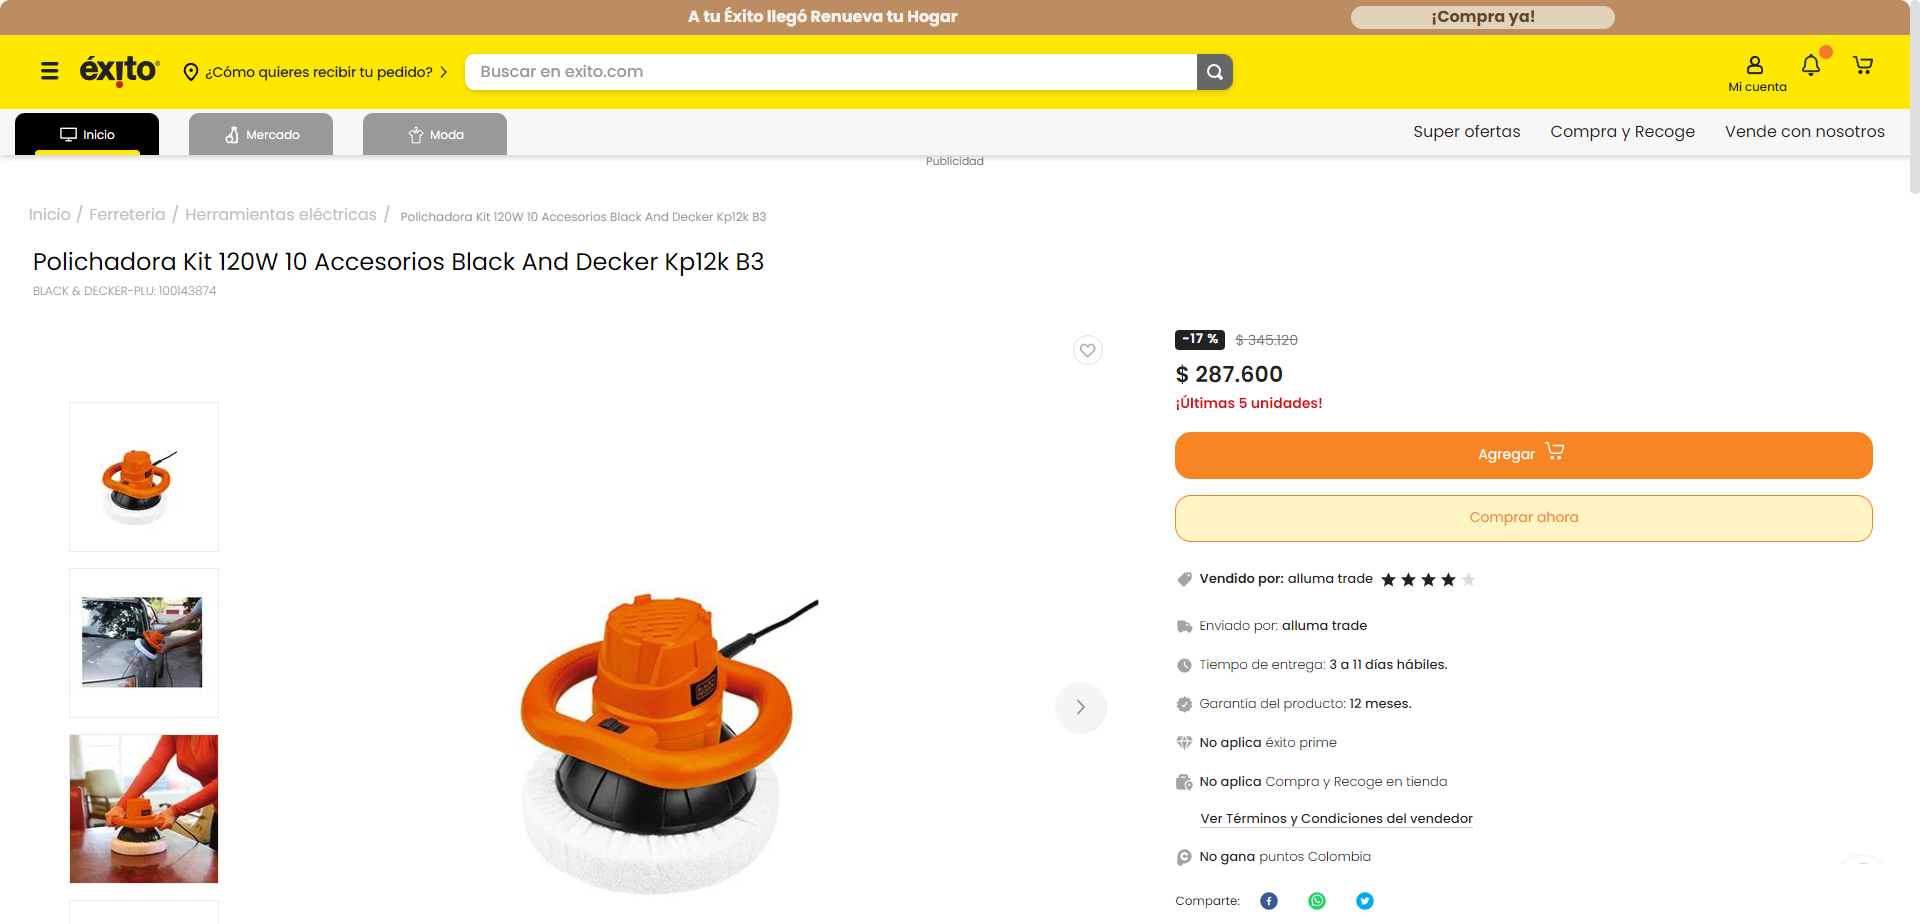 A tu Éxito llegó Renueva tu Hogar
¡Compra ya!
éxito
¿Cómo quieres recibir tu pedido?
Buscar en exito.com
Mi cuenta
Inicio
Mercado
Moda
Super ofertas
Compra y Recoge
Vende con nosotros
Publicidad
Inicio / Ferreteria / Herramientas eléctricas / Polichadora Kit 120W 10 Accesorios Black And Decker Kp12k B3
Polichadora Kit 120W 10 Accesorios Black And Decker Kp12k B3
BLACK & DECKER-PLU: 100143874
-17 % $ 345.120
$ 287.600
¡Últimas 5 unidades!
Agregar
Comprar ahora
Vendido por: alluma trade
Enviado por: alluma trade
Tiempo de entrega: 3 a 11 días hábiles.
Garantía del producto: 12 meses.
No aplica éxito prime
No aplica Compra y Recoge en tienda
Ver Términos y Condiciones del vendedor
No gana puntos Colombia
Comparte: